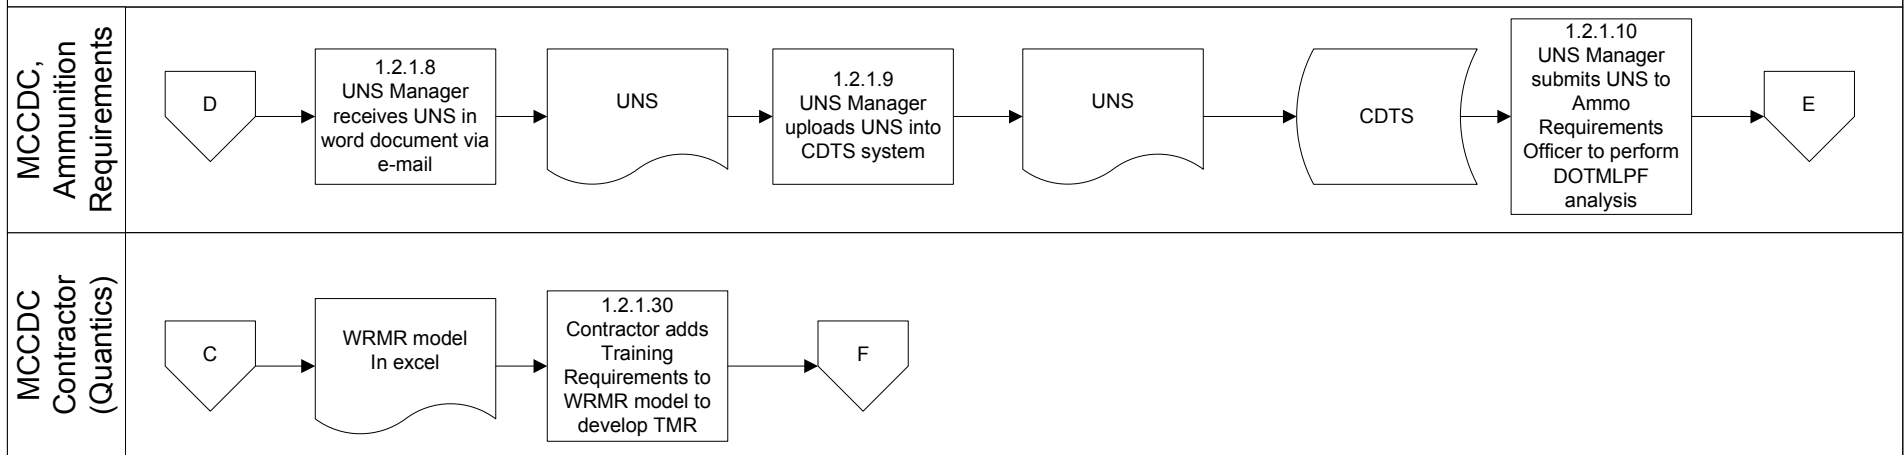 MCCDC,
Ammunition
Requirements
D
1.2.1.8
UNS Manager
receives UNS in
word document via
e-mail
UNS
1.2.1.9
UNS Manager
uploads UNS into
CDTS system
UNS
CDTS
1.2.1.10
UNS Manager
submits UNS to
Ammo
Requirements
Officer to perform
DOTMLPF
analysis
E
MCCDC
Contractor
(Quantics)
C
WRMR model
In excel
1.2.1.30
Contractor adds
Training
Requirements to
WRMR model to
develop TMR
F